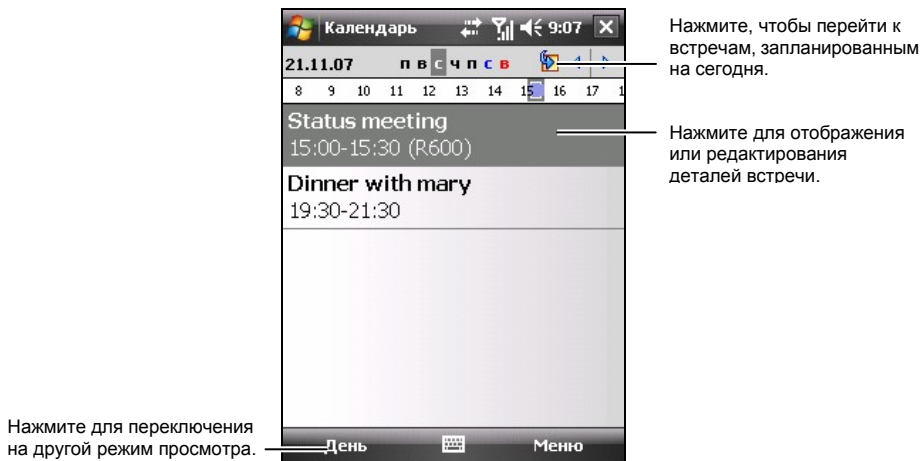 Календарь 9:07
21.11.07 п в с ч п с в
8 9 10 11 12 13 14 15 16 17 1
Status meeting
15:00-15:30 (R600)
Dinner with mary
19:30-21:30
День Меню
Нажмите, чтобы перейти к
встречам, запланированным
на сегодня.
Нажмите для отображения
или редактирования
деталей встречи.
Нажмите для переключения
на другой режим просмотра.